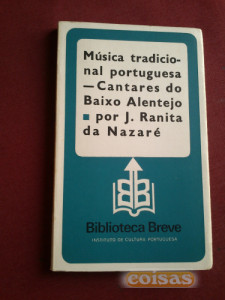 Música tradicio-
nal portuguesa
— Cantares do
Baixo Alentejo
por J. Ranita
da Nazaré
Biblioteca Breve
INSTITUTO DE CULTURA PORTUGUESA
coisas